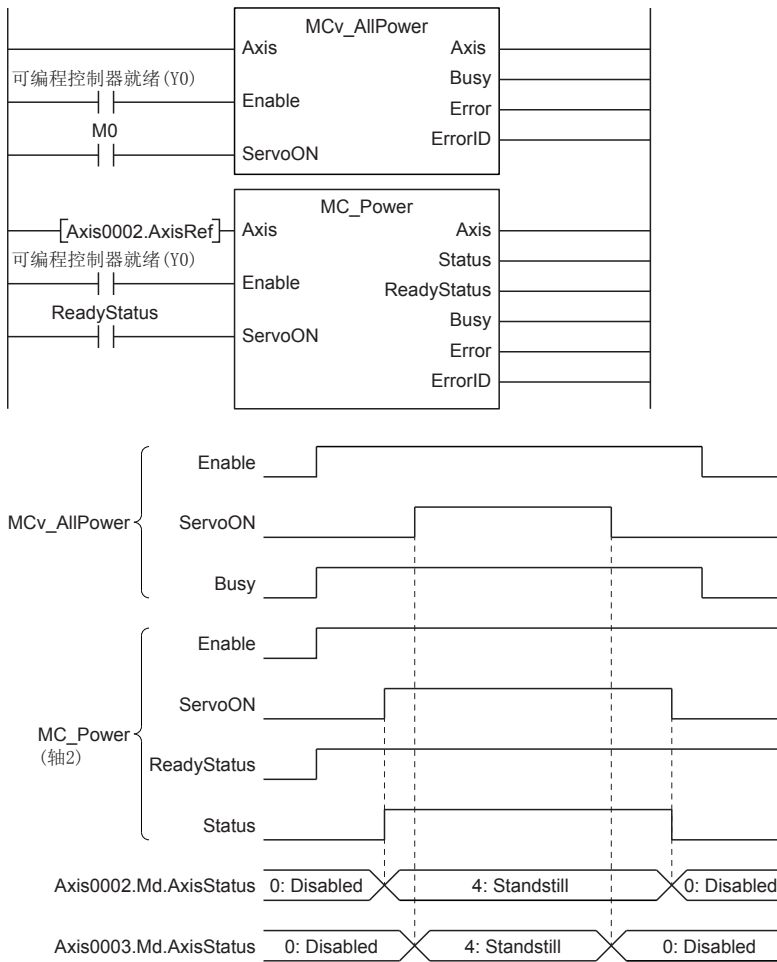 MCv_AllPower
Axis Axis
可编程控制器就绪(Y0) Busy
Enable Error
M0 ErrorID
ServoON
MC_Power
[Axis0002.AxisRef] Axis Axis
可编程控制器就绪(Y0) Status
Enable ReadyStatus
ReadyStatus Busy
ServoON Error
ErrorID
Enable
MCv_AllPower ServoON
Busy
Enable
ServoON
MC_Power
(轴2)
ReadyStatus
Status
Axis0002.Md.AxisStatus 0: Disabled 4: Standstill 0: Disabled
Axis0003.Md.AxisStatus 0: Disabled 4: Standstill 0: Disabled